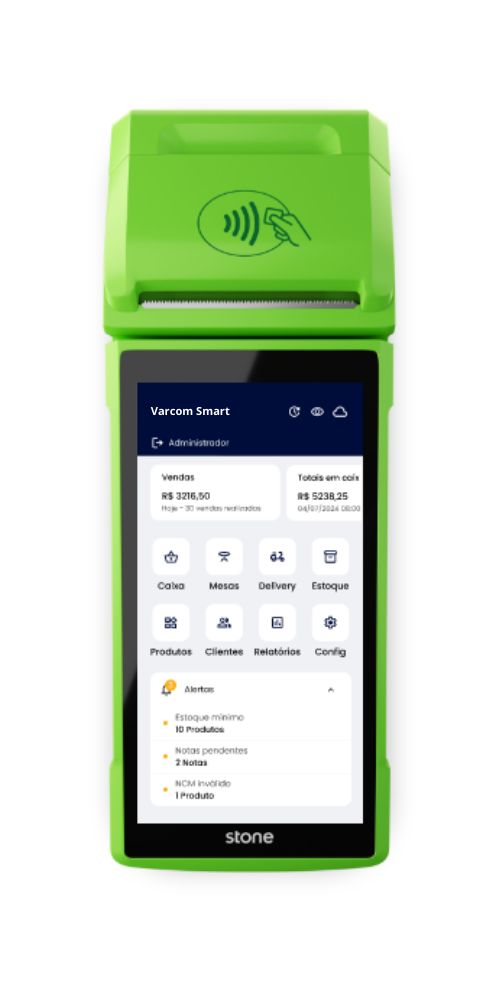 Varcom Smart
Administrador
Vendas
R$ 3216,50
Hoje - 30 vendas realizadas
Totais em caix
R$ 5238,25
04/07/2024 08:00
Caixa
Mesas
Delivery
Estoque
Produtos
Clientes
Relatórios
Config
3
Alertas
Estoque mínimo
10 Produtos
Notas pendentes
2 Notas
NCM inválido
1 Produto
stone